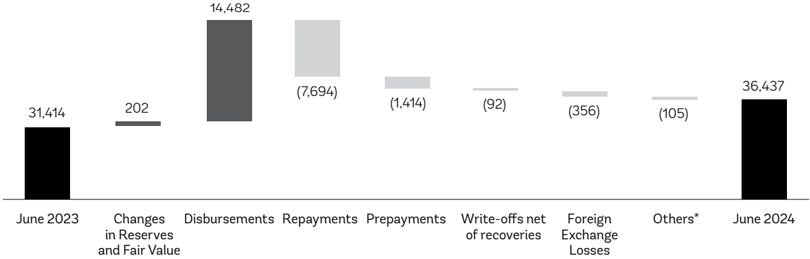 14,482
31,414
202
(7,694)
(1,414)
(92)
(356)
(105)
36,437
June 2023
Changes
in Reserves
and Fair Value
Disbursements
Repayments
Prepayments
Write-offs net
of recoveries
Foreign
Exchange
Losses
Others*
June 2024